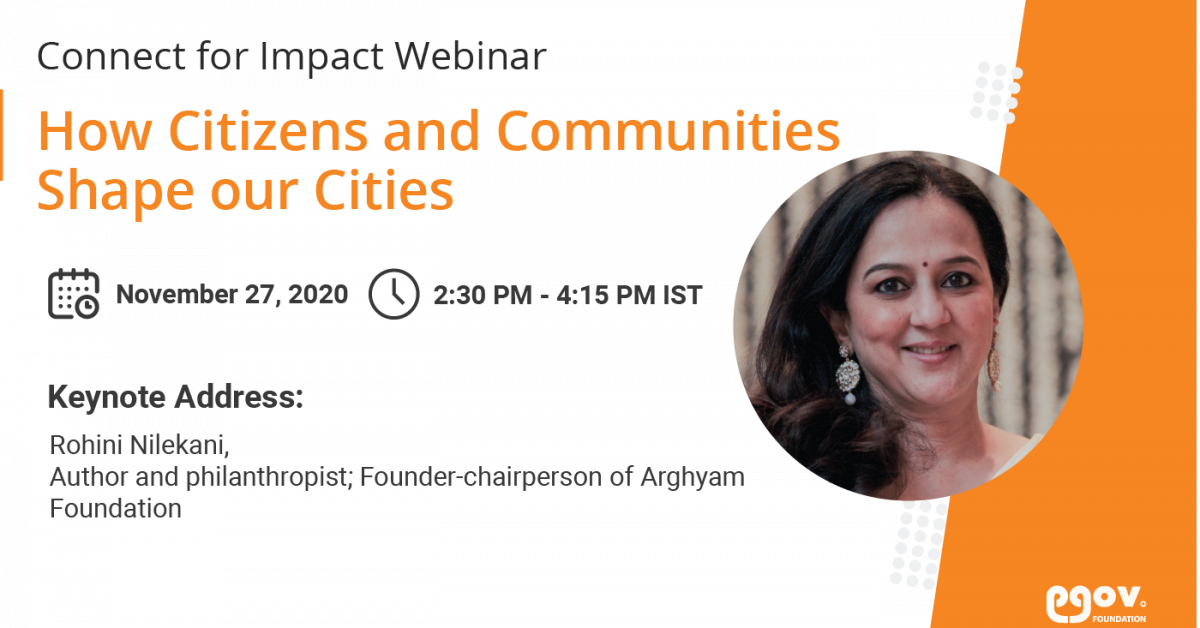 Connect for Impact Webinar
How Citizens and Communities
Shape our Cities
November 27, 2020
2:30 PM - 4:15 PM IST
Keynote Address:
Rohini Nilekani,
Author and philanthropist; Founder-chairperson of Arghyam
Foundation
egov.
FOUNDATION